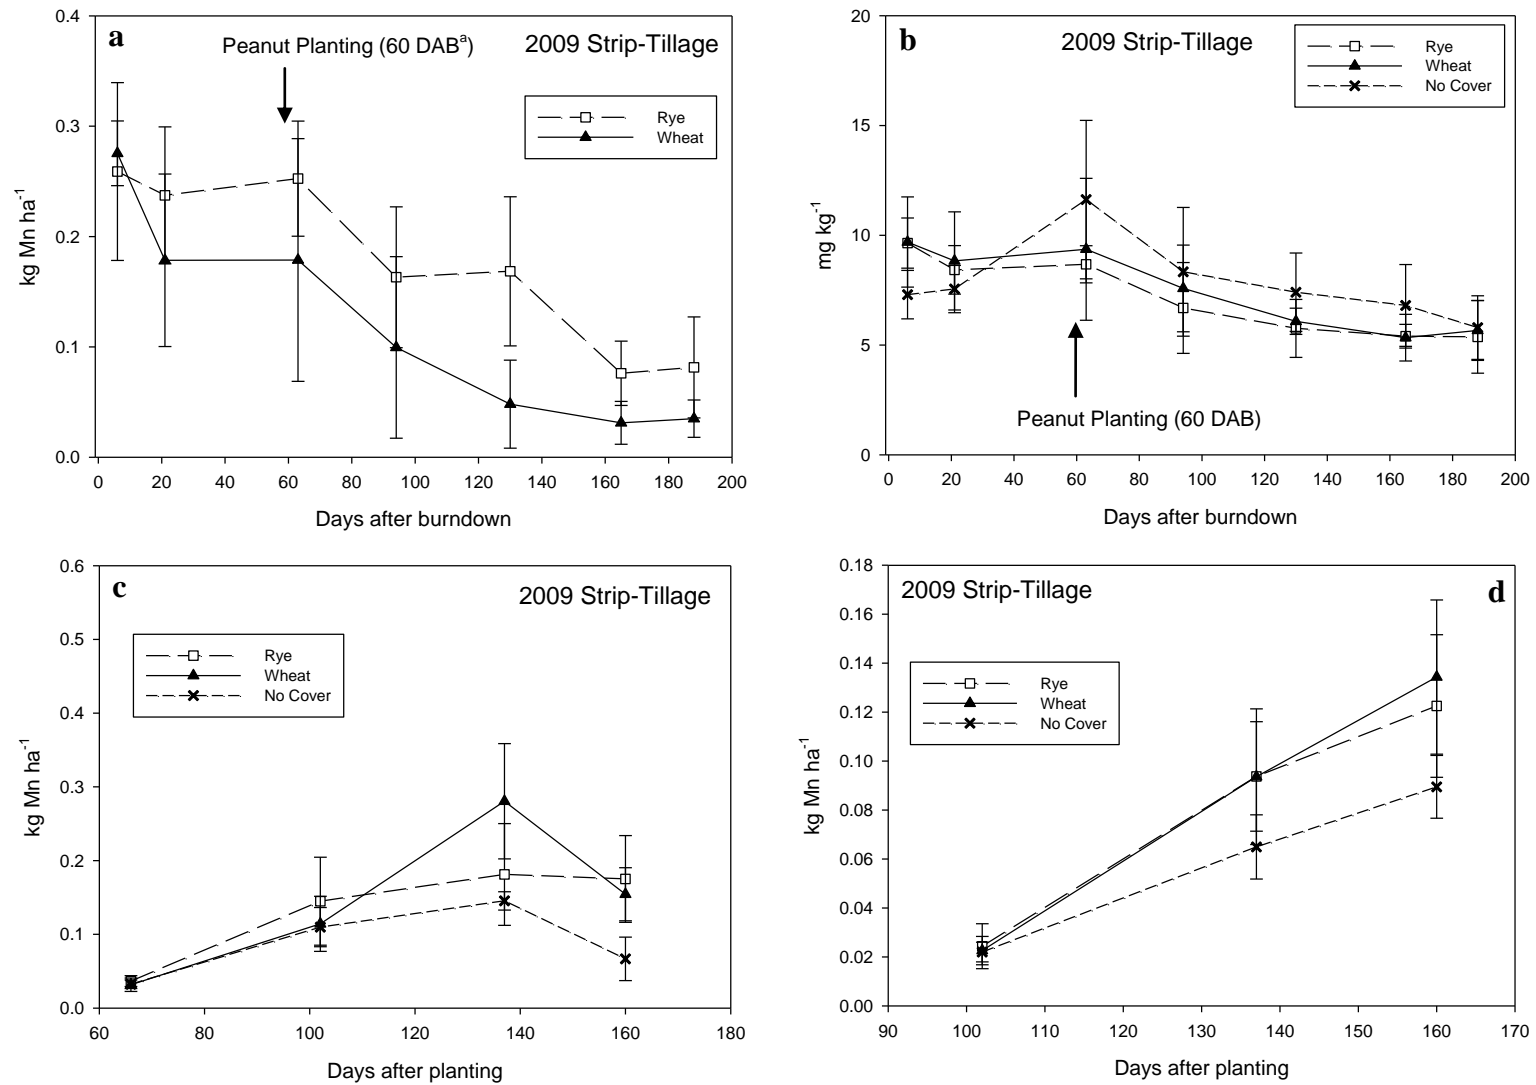 a
Peanut Planting (60 DABa)
2009 Strip-Tillage
Rye
Wheat
kg Mn ha-1
0.4
0.3
0.2
0.1
0.0
0 20 40 60 80 100 120 140 160 180 200
Days after burndown
b
2009 Strip-Tillage
Rye
Wheat
No Cover
mg kg-1
20
15
10
5
0
Peanut Planting (60 DAB)
0 20 40 60 80 100 120 140 160 180 200
Days after burndown
c
2009 Strip-Tillage
Rye
Wheat
No Cover
kg Mn ha-1
0.6
0.5
0.4
0.3
0.2
0.1
0.0
60 80 100 120 140 160 180
Days after planting
2009 Strip-Tillage
d
Rye
Wheat
No Cover
kg Mn ha-1
0.18
0.16
0.14
0.12
0.10
0.08
0.06
0.04
0.02
0.00
90 100 110 120 130 140 150 160 170
Days after planting